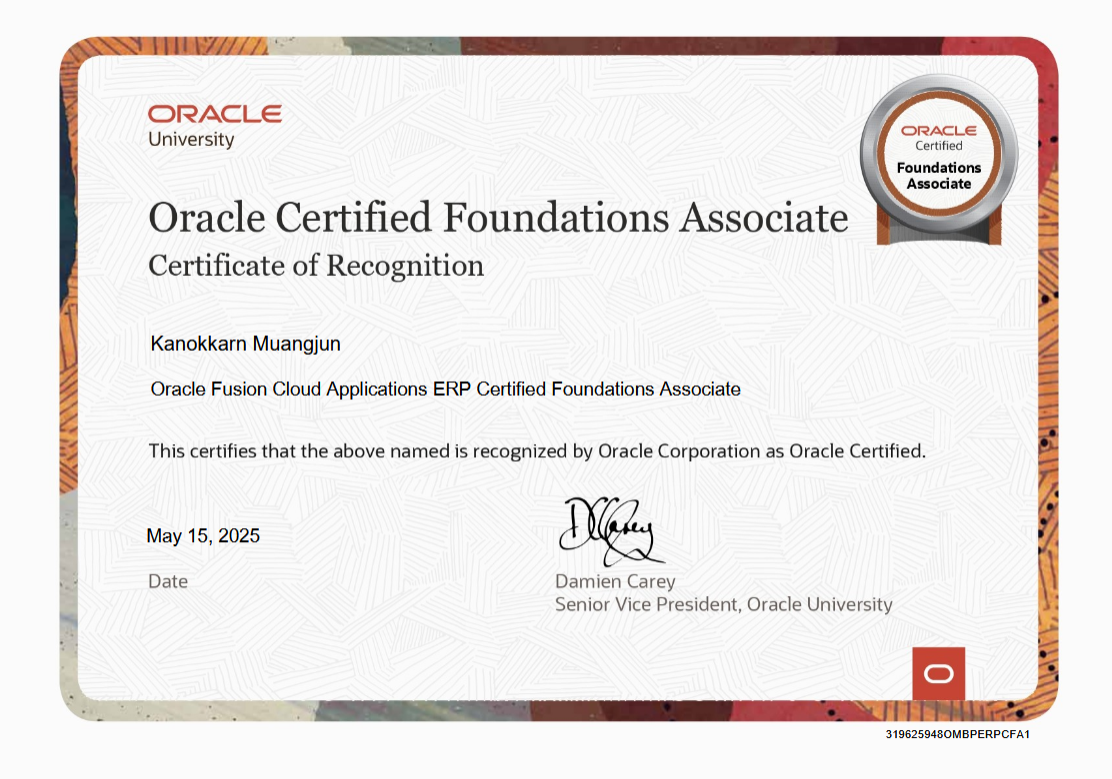 ORACLE
University
ORACLE
Certified
Foundations
Associate
Oracle Certified Foundations Associate
Certificate of Recognition
Kanokkarn Muangjun
Oracle Fusion Cloud Applications ERP Certified Foundations Associate
This certifies that the above named is recognized by Oracle Corporation as Oracle Certified.
May 15, 2025
Date
DCarey
Damien Carey
Senior Vice President, Oracle University
319625948OMBPERPCFA1